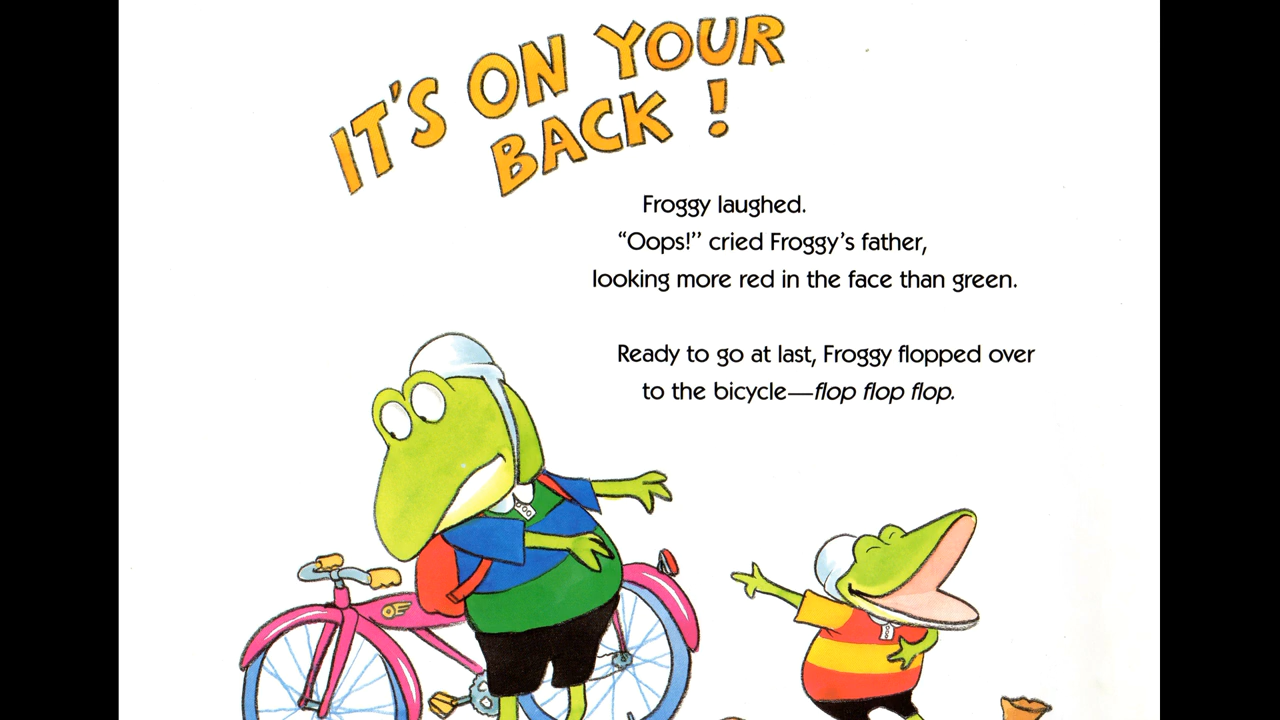 IT'S ON YOUR
BACK !
Froggy laughed.
“Oops!” cried Froggy’s father,
looking more red in the face than green.
Ready to go at last, Froggy flopped over
to the bicycle—flop flop flop.